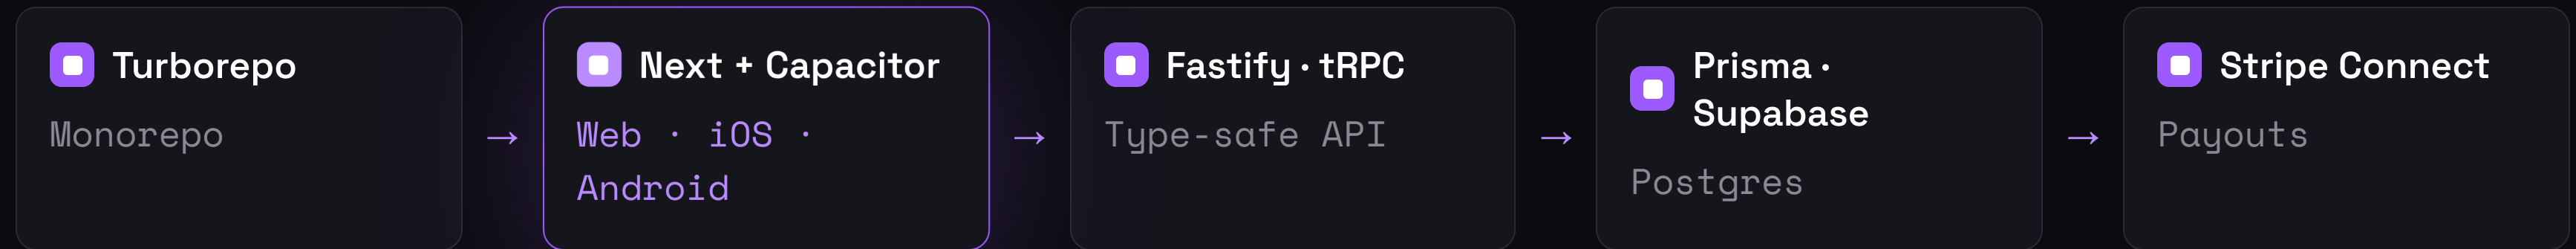 Turborepo
Monorepo
→
Next + Capacitor
Web · iOS ·
Android
→
Fastify · tRPC
Type-safe API
→
Prisma ·
Supabase
Postgres
→
Stripe Connect
Payouts